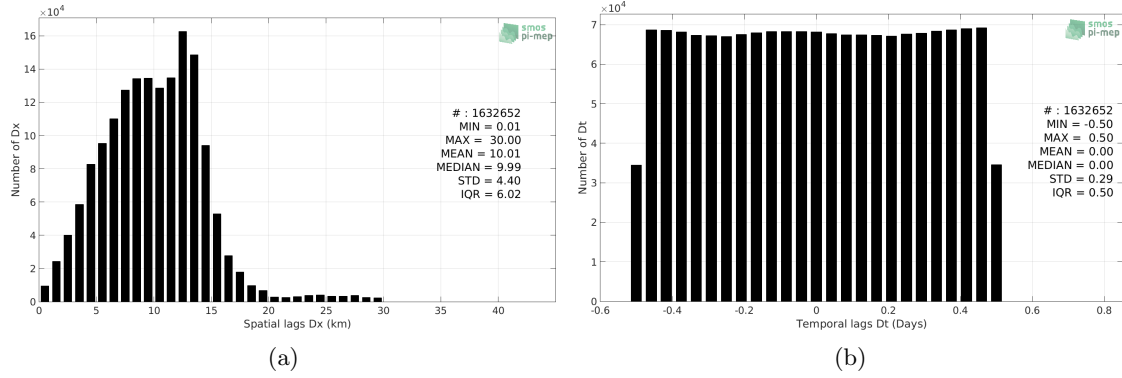 ×10⁴
16
14
12
10
8
6
4
2
0
Number of Dx
smos
pi-mep
# : 1632652
MIN = 0.01
MAX = 30.00
MEAN = 10.01
MEDIAN = 9.99
STD = 4.40
IQR = 6.02
0 5 10 15 20 25 30 35 40
Spatial lags Dx (km)
(a)
×10⁴
7
6
5
4
3
2
1
0
Number of Dt
smos
pi-mep
# : 1632652
MIN = -0.50
MAX = 0.50
MEAN = 0.00
MEDIAN = 0.00
STD = 0.29
IQR = 0.50
-0.6 -0.4 -0.2 0 0.2 0.4 0.6 0.8
Temporal lags Dt (Days)
(b)